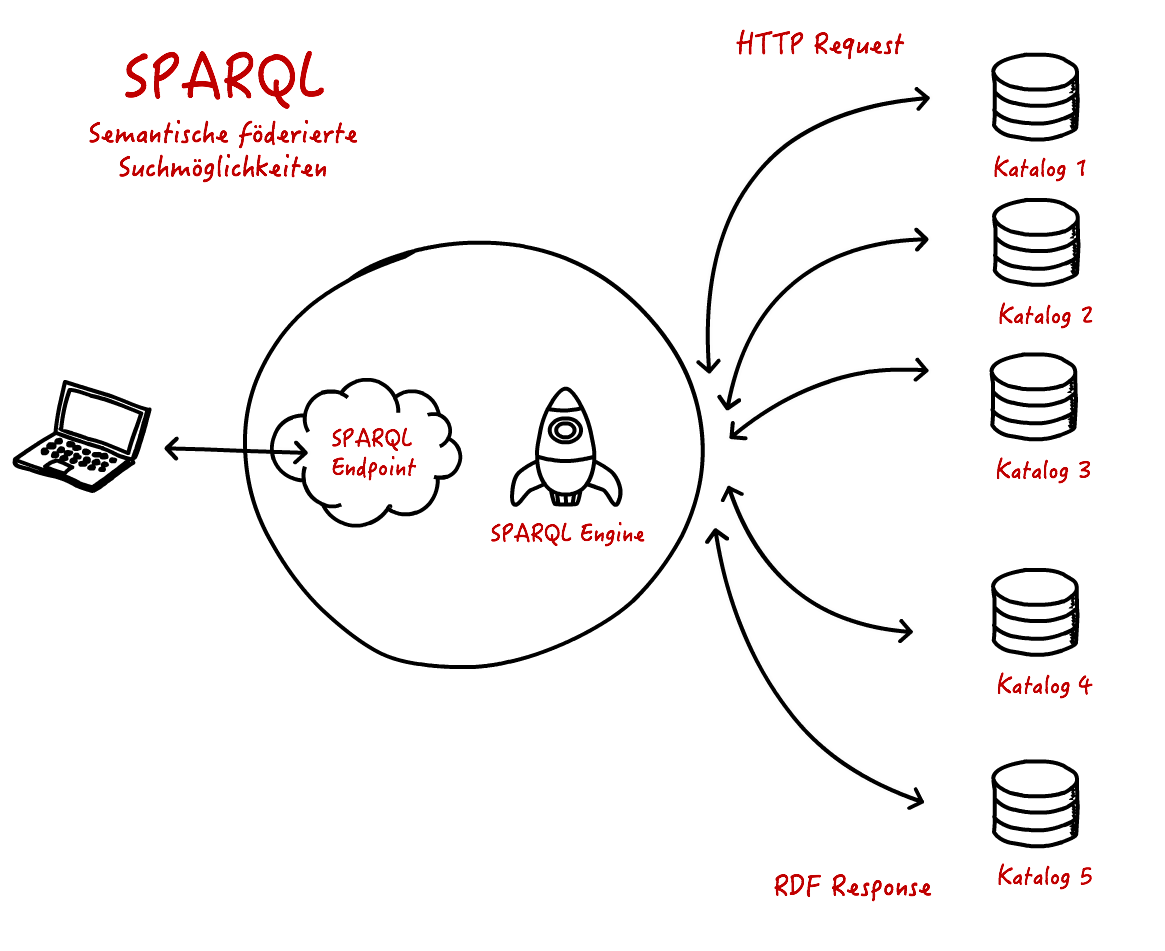 SPARQL
Semantische föderierte
Suchmöglichkeiten
HTTP Request
Katalog 1
Katalog 2
Katalog 3
SPARQL
Endpoint
SPARQL Engine
Katalog 4
Katalog 5
RDF Response